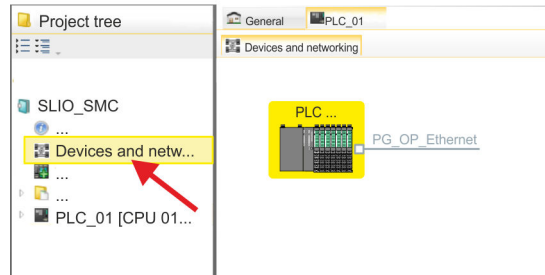 Project tree
SLIO_SMC
...
Devices and netw...
...
...
PLC_01 [CPU 01...
General
PLC_01
Devices and networking
PLC ...
PG_OP_Ethernet